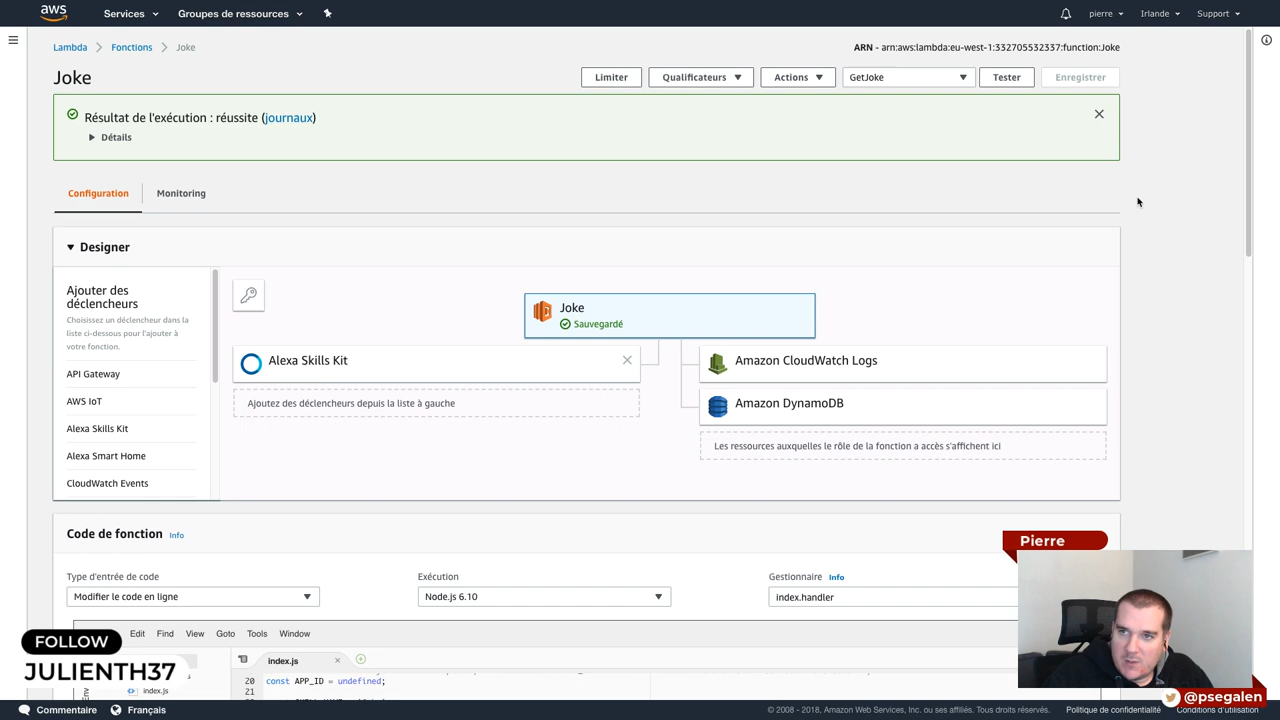 aws
Services
Groupes de ressources
pierre
Irlande
Support
Lambda
Fonctions
Joke
ARN - arn:aws:lambda:eu-west-1:332705532337:function:Joke
Joke
Limiter
Qualificateurs
Actions
GetJoke
Tester
Enregistrer
Résultat de l'exécution : réussite (journaux)
Détails
Configuration
Monitoring
Designer
Ajouter des
déclencheurs
Choisissez un déclencheur dans la
liste ci-dessous pour l'ajouter à
votre fonction.
API Gateway
AWS IoT
Alexa Skills Kit
Alexa Smart Home
CloudWatch Events
Joke
Sauvegardé
Alexa Skills Kit
Ajoutez des déclencheurs depuis la liste à gauche
Amazon CloudWatch Logs
Amazon DynamoDB
Les ressources auxquelles le rôle de la fonction a accès s'affichent ici
Code de fonction
Info
Pierre
Type d'entrée de code
Modifier le code en ligne
Exécution
Node.js 6.10
Gestionnaire
Info
index.handler
Edit
Find
View
Goto
Tools
Window
FOLLOW
JULIENTH37
index.js
index.js
20
const APP_ID = undefined;
21
@psegalen
Commentaire
Français
© 2008 - 2018, Amazon Web Services, Inc. ou ses affiliés. Tous droits réservés.
Politique de confidentialité
Conditions d'utilisation